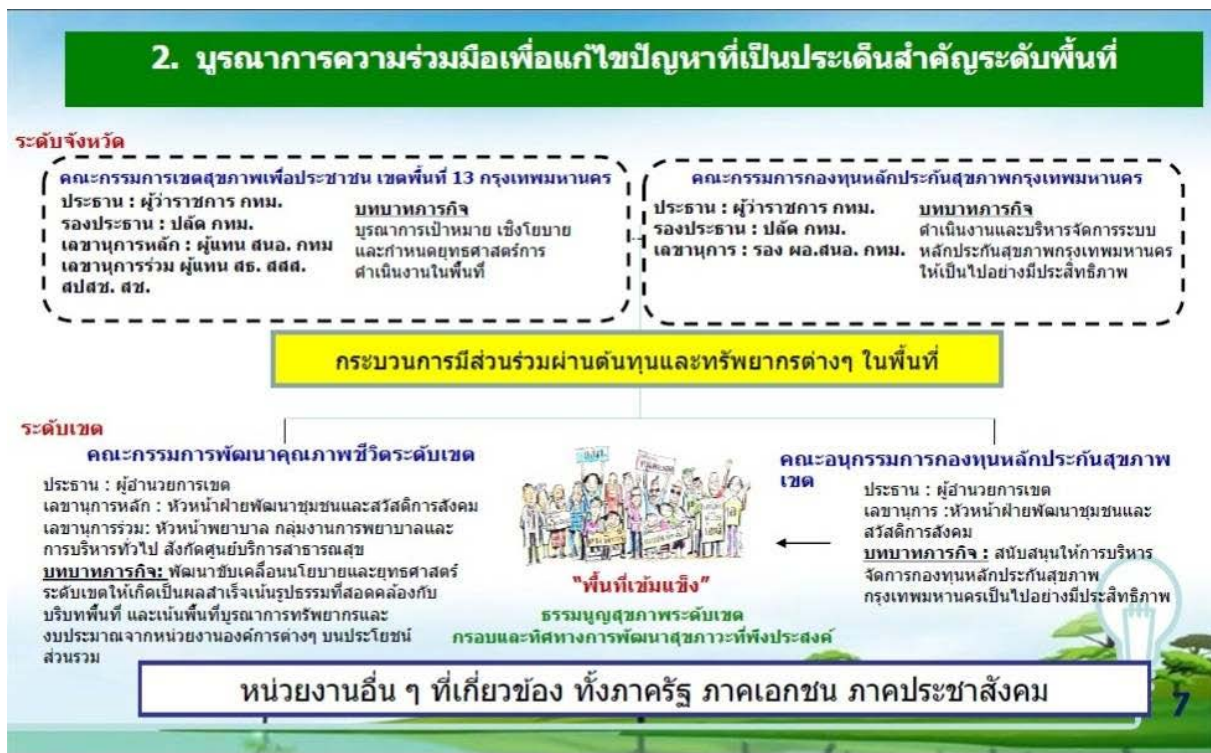 2. บูรณาการความร่วมมือเพื่อแก้ไขปัญหาที่เป็นประเด็นสำคัญระดับพื้นที่
ระดับจังหวัด
คณะกรรมการเขตสุขภาพเพื่อประชาชน เขตพื้นที่ 13 กรุงเทพมหานคร
ประธาน : ผู้ว่าราชการ กทม.
รองประธาน : ปลัด กทม.
เลขานุการหลัก : ผู้แทน สนอ. กทม
เลขานุการร่วม ผู้แทน สธ. สสส.
สปสช. สช.
บทบาทภารกิจ
บูรณาการเป้าหมาย เชิงโยบาย
และกำหนดยุทธศาสตร์การ
ดำเนินงานในพื้นที่
คณะกรรมการกองทุนหลักประกันสุขภาพกรุงเทพมหานคร
ประธาน : ผู้ว่าราชการ กทม.
รองประธาน : ปลัด กทม.
เลขานุการ : รอง ผอ.สนอ. กทม.
บทบาทภารกิจ
ดำเนินงานและบริหารจัดการระบบ
หลักประกันสุขภาพกรุงเทพมหานคร
ให้เป็นไปอย่างมีประสิทธิภาพ
กระบวนการมีส่วนร่วมผ่านต้นทุนและทรัพยากรต่างๆ ในพื้นที่
ระดับเขต
คณะกรรมการพัฒนาคุณภาพชีวิตระดับเขต
ประธาน : ผู้อำนวยการเขต
เลขานุการหลัก : หัวหน้าฝ่ายพัฒนาชุมชนและสวัสดิการสังคม
เลขานุการร่วม: หัวหน้าพยาบาล กลุ่มงานการพยาบาลและ
การบริหารทั่วไป สังกัดศูนย์บริการสาธารณสุข
บทบาทภารกิจ: พัฒนาขับเคลื่อนนโยบายและยุทธศาสตร์
ระดับเขตให้เกิดเป็นผลสำเร็จเน้นรูปธรรมที่สอดคล้องกับ
บริบทพื้นที่ และเน้นพื้นที่บูรณาการทรัพยากรและ
งบประมาณจากหน่วยงานองค์การต่างๆ บนประโยชน์
ส่วนรวม
"พื้นที่เข้มแข็ง"
ธรรมนูญสุขภาพระดับเขต
กรอบและทิศทางการพัฒนาสุขภาวะที่พึงประสงค์
คณะอนุกรรมการกองทุนหลักประกันสุขภาพ
เขต
ประธาน : ผู้อำนวยการเขต
เลขานุการ :หัวหน้าฝ่ายพัฒนาชุมชนและ
สวัสดิการสังคม
บทบาทภารกิจ : สนับสนุนให้การบริหาร
จัดการกองทุนหลักประกันสุขภาพ
กรุงเทพมหานครเป็นไปอย่างมีประสิทธิภาพ
หน่วยงานอื่น ๆ ที่เกี่ยวข้อง ทั้งภาครัฐ ภาคเอกชน ภาคประชาสังคม
7